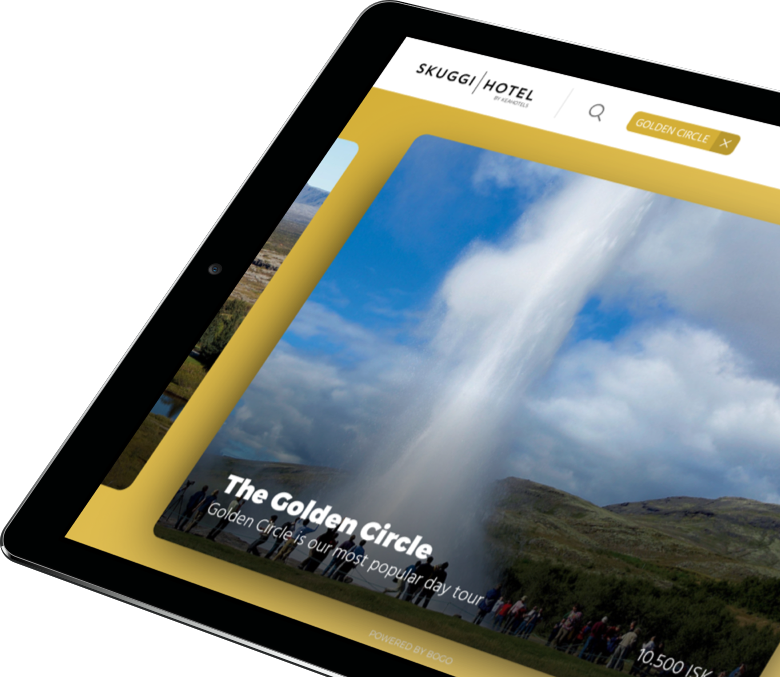 SKUGGI HOTEL
BY KEAHOTELS
GOLDEN CIRCLE
The Golden Circle
Golden Circle is our most popular day tour
10.500 ISK
POWERED BY BOGO